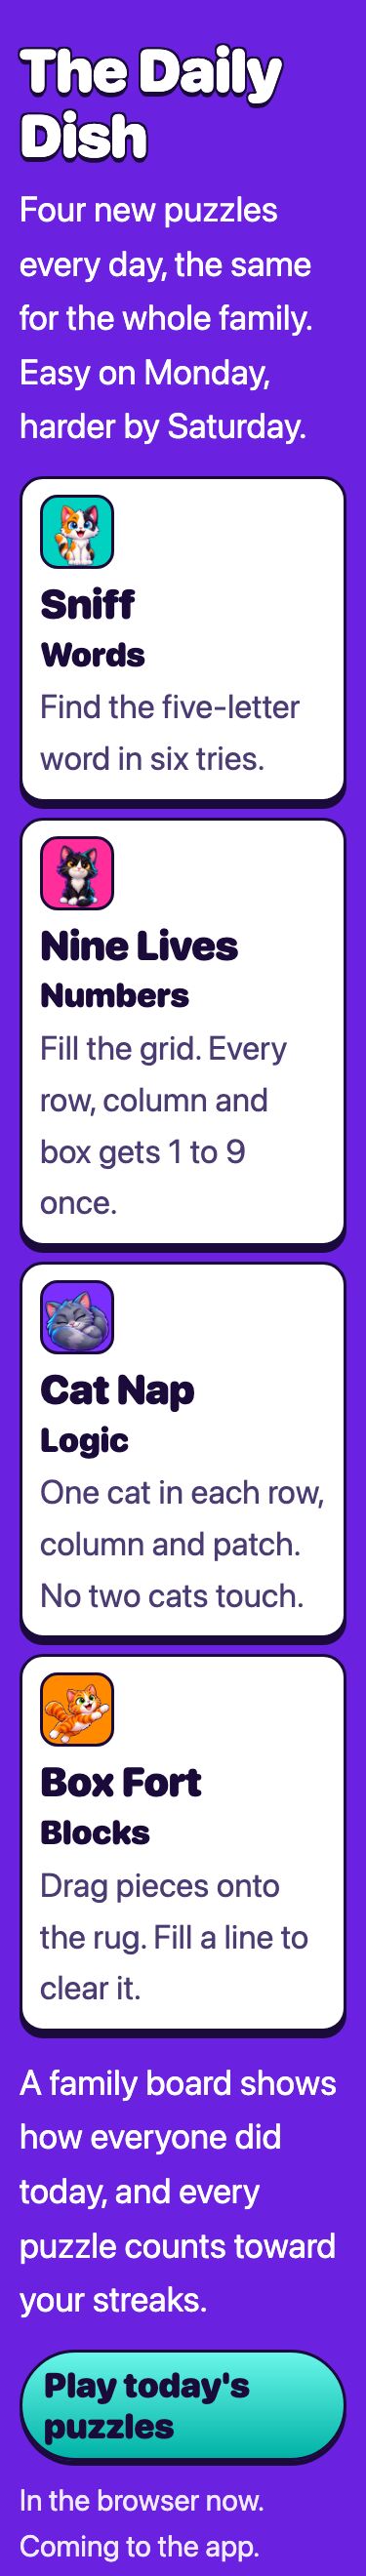 The Daily
Dish
Four new puzzles
every day, the same
for the whole family.
Easy on Monday,
harder by Saturday.
Sniff
Words
Find the five-letter
word in six tries.
Nine Lives
Numbers
Fill the grid. Every
row, column and
box gets 1 to 9
once.
Cat Nap
Logic
One cat in each row,
column and patch.
No two cats touch.
Box Fort
Blocks
Drag pieces onto
the rug. Fill a line to
clear it.
A family board shows
how everyone did
today, and every
puzzle counts toward
your streaks.
Play today's
puzzles
In the browser now.
Coming to the app.